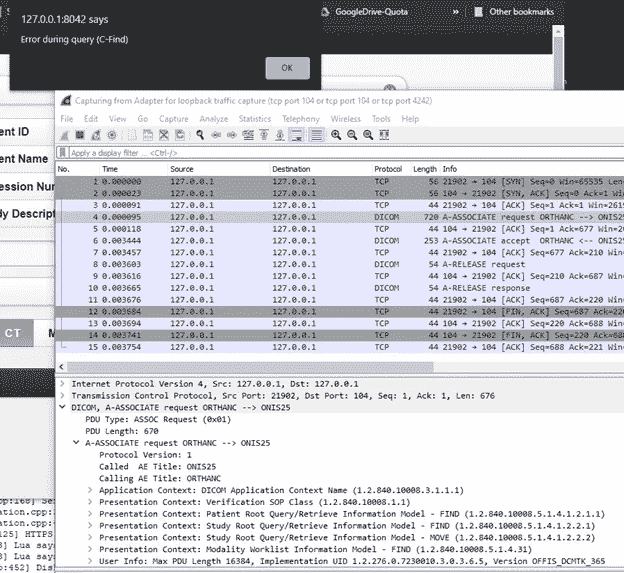 127.0.0.1:8042 says
Error during query (C-Find)
OK
GoogleDrive-Quota
»
Other bookmarks
ent ID
ent Name
ession Nur
dy Descript
CT
Capturing from Adapter for loopback traffic capture (tcp port 104 or tcp port 104 or tcp port 4242)
File Edit View Go Capture Analyze Statistics Telephony Wireless Tools Help
Apply a display filter ... <Ctrl-/>
No. Time Source Destination Protocol Length Info
1 0.000000 127.0.0.1 127.0.0.1 TCP 56 21902 → 104 [SYN] Seq=0 Win=65535 Len=
2 0.000023 127.0.0.1 127.0.0.1 TCP 56 104 → 21902 [SYN, ACK] Seq=0 Ack=1 Win
3 0.000091 127.0.0.1 127.0.0.1 TCP 44 21902 → 104 [ACK] Seq=1 Ack=1 Win=2619
4 0.000095 127.0.0.1 127.0.0.1 DICOM 720 A-ASSOCIATE request ORTHANC --> ONIS25
5 0.000118 127.0.0.1 127.0.0.1 TCP 44 104 → 21902 [ACK] Seq=1 Ack=677 Win=26
6 0.003444 127.0.0.1 127.0.0.1 DICOM 253 A-ASSOCIATE accept ORTHANC <-- ONIS25
7 0.003457 127.0.0.1 127.0.0.1 TCP 44 21902 → 104 [ACK] Seq=677 Ack=210 Win=
8 0.003603 127.0.0.1 127.0.0.1 DICOM 54 A-RELEASE request
9 0.003616 127.0.0.1 127.0.0.1 TCP 44 104 → 21902 [ACK] Seq=210 Ack=687 Win=
10 0.003665 127.0.0.1 127.0.0.1 DICOM 54 A-RELEASE response
11 0.003676 127.0.0.1 127.0.0.1 TCP 44 21902 → 104 [ACK] Seq=687 Ack=220 Win=
12 0.003684 127.0.0.1 127.0.0.1 TCP 44 21902 → 104 [FIN, ACK] Seq=687 Ack=220
13 0.003694 127.0.0.1 127.0.0.1 TCP 44 104 → 21902 [ACK] Seq=220 Ack=688 Win=
14 0.003741 127.0.0.1 127.0.0.1 TCP 44 104 → 21902 [FIN, ACK] Seq=220 Ack=688
15 0.003754 127.0.0.1 127.0.0.1 TCP 44 21902 → 104 [ACK] Seq=688 Ack=221 Win=
Internet Protocol Version 4, Src: 127.0.0.1, Dst: 127.0.0.1
Transmission Control Protocol, Src Port: 21902, Dst Port: 104, Seq: 1, Ack: 1, Len: 676
DICOM, A-ASSOCIATE request ORTHANC --> ONIS25
PDU Type: ASSOC Request (0x01)
PDU Length: 670
A-ASSOCIATE request ORTHANC --> ONIS25
Protocol Version: 1
Called AE Title: ONIS25
Calling AE Title: ORTHANC
Application Context: DICOM Application Context Name (1.2.840.10008.3.1.1.1)
Presentation Context: Verification SOP Class (1.2.840.10008.1.1)
Presentation Context: Patient Root Query/Retrieve Information Model - FIND (1.2.840.10008.5.1.4.1.2.1.1)
Presentation Context: Study Root Query/Retrieve Information Model - FIND (1.2.840.10008.5.1.4.1.2.2.1)
Presentation Context: Study Root Query/Retrieve Information Model - MOVE (1.2.840.10008.5.1.4.1.2.2.2)
Presentation Context: Modality Worklist Information Model - FIND (1.2.840.10008.5.1.4.31)
User Info: Max PDU Length 16384, Implementation UID 1.2.276.0.7230010.3.0.3.6.5, Version OFFIS_DCMTK_365
ation.cpp:
ation.cpp:
125] HTTPS
3] Lua say
3] Lua say
pp:452] Dis